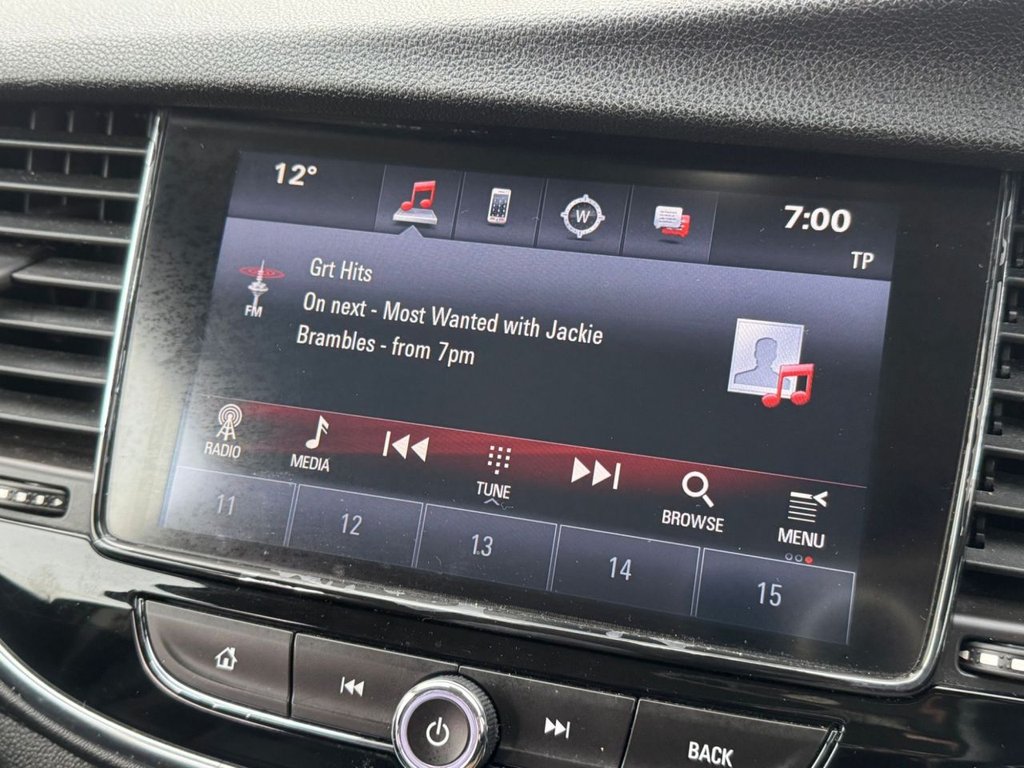 12°
W
7:00
TP
FM
Grt Hits
On next - Most Wanted with Jackie
Brambles - from 7pm
RADIO
MEDIA
TUNE
BROWSE
MENU
11
12
13
14
15
BACK